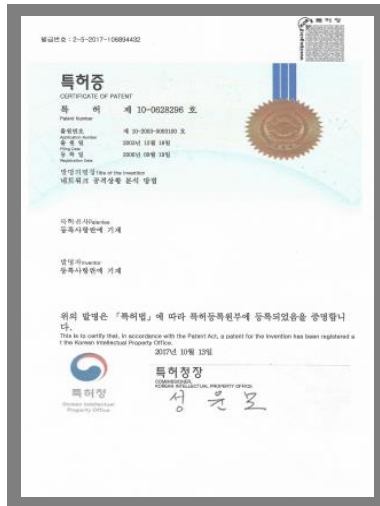 발급번호 : 2-5-2017-106894432
특허청
특허증
CERTIFICATE OF PATENT
특 허 제 10-0628296 호
Patent Number
출원번호
Application Number
출 원 일
Filing Date 2003년 12월 18일
등 록 일
Registration Date 2006년 09월 19일
발명의명칭 Title of the Invention
네트워크 공격상황 분석 방법
특허권자 Patentee
등록사항란에 기재
발명자 Inventor
등록사항란에 기재
위의 발명은 「특허법」에 따라 특허등록원부에 등록되었음을 증명합니
다.
This is to certify that, in accordance with the Patent Act, a patent for the invention has been registered a
t the Korean Intellectual Property Office.
2017년 10월 13일
특허청
Korean Intellectual
Property Office
특허청장
COMMISSIONER,
KOREAN INTELLECTUAL PROPERTY OFFICE
성 윤 모